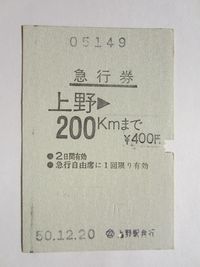 05149
急行券
上野▶
200Kmまで
¥400円
●2日間有効
●急行自由席に1回限り有効
50.12.20
㉒上野駅発行